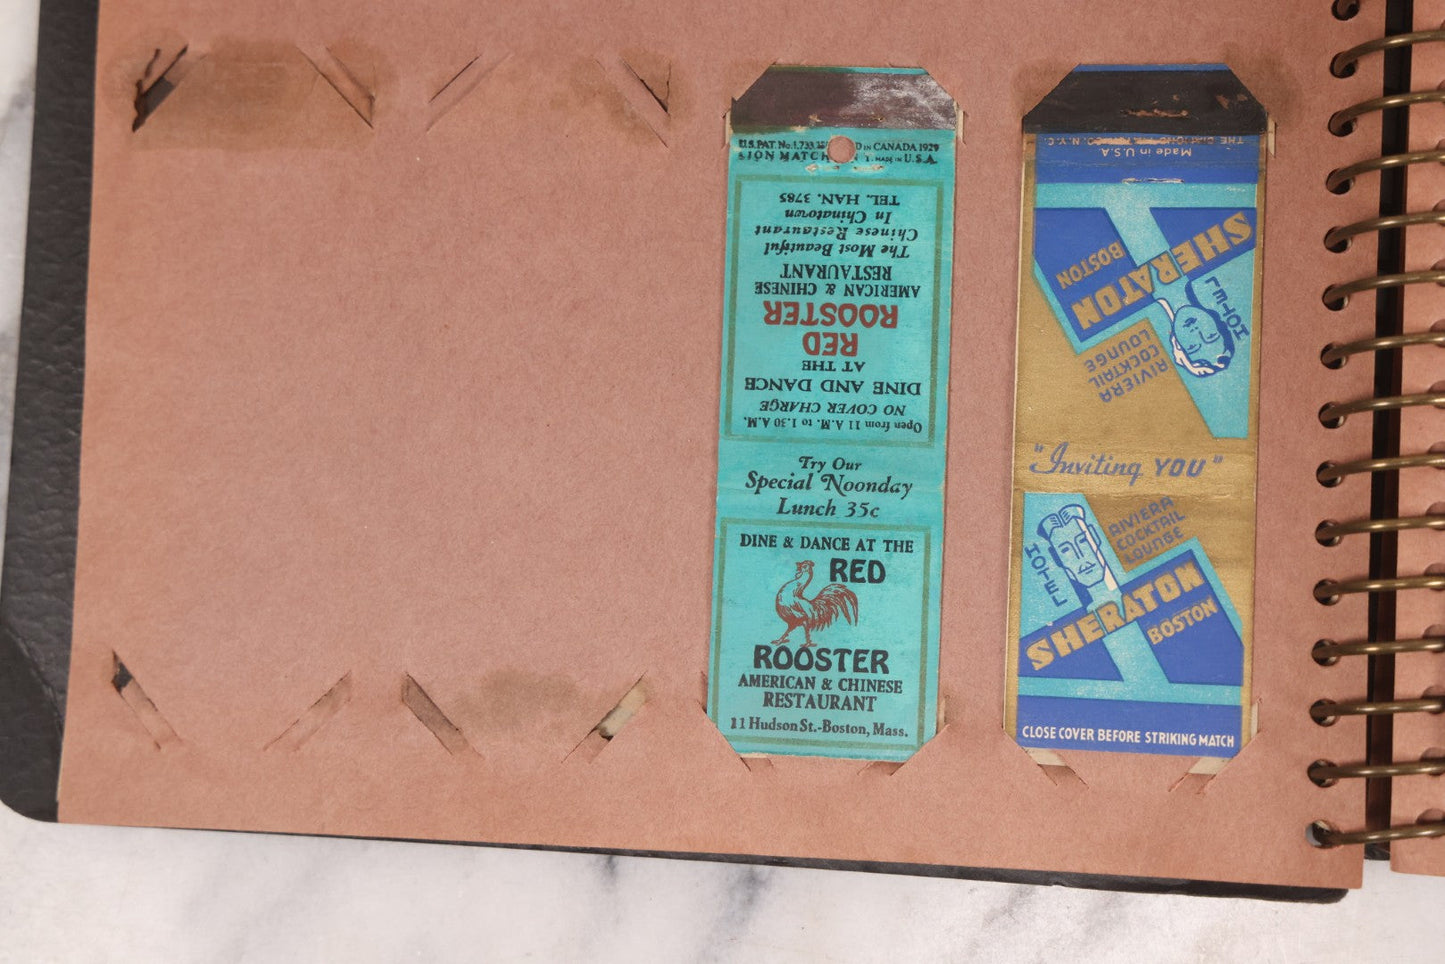 U.S. PAT. No. 1,733, D IN CANADA 1929
LION MATCH MADE IN U.S.A.
TEL. HAN. 3785
In Chinatown
Chinese Restaurant
The Most Beautiful
RESTAURANT
AMERICAN & CHINESE
ROOSTER
RED
AT THE
DINE AND DANCE
NO COVER CHARGE
Open from 11 A.M. to 1.30 A.M.
Try Our
Special Noonday
Lunch 35c
DINE & DANCE AT THE
RED
ROOSTER
AMERICAN & CHINESE
RESTAURANT
11 Hudson St.-Boston, Mass.
THE CO. N.Y.C.
Made in U.S.A
HOTEL
SHERATON
BOSTON
RIVIERA
COCKTAIL
LOUNGE
"Inviting YOU"
RIVIERA
COCKTAIL
LOUNGE
HOTEL
SHERATON
BOSTON
CLOSE COVER BEFORE STRIKING MATCH